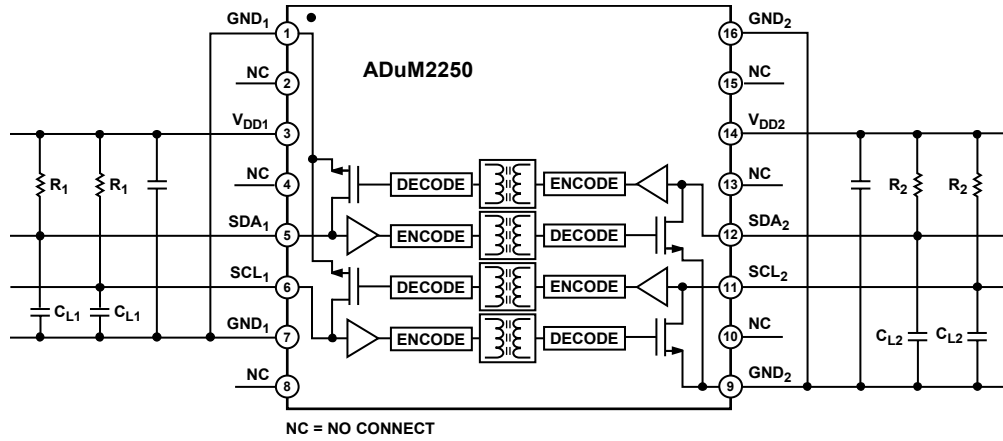 ADuM2250
GND1
1
NC
2
VDD1
3
NC
4
SDA1
5
SCL1
6
GND1
7
NC
8
GND2
16
NC
15
VDD2
14
NC
13
SDA2
12
SCL2
11
NC
10
GND2
9
R1
R1
CL1
CL1
DECODE
ENCODE
ENCODE
DECODE
DECODE
ENCODE
ENCODE
DECODE
R2
R2
CL2
CL2
NC = NO CONNECT